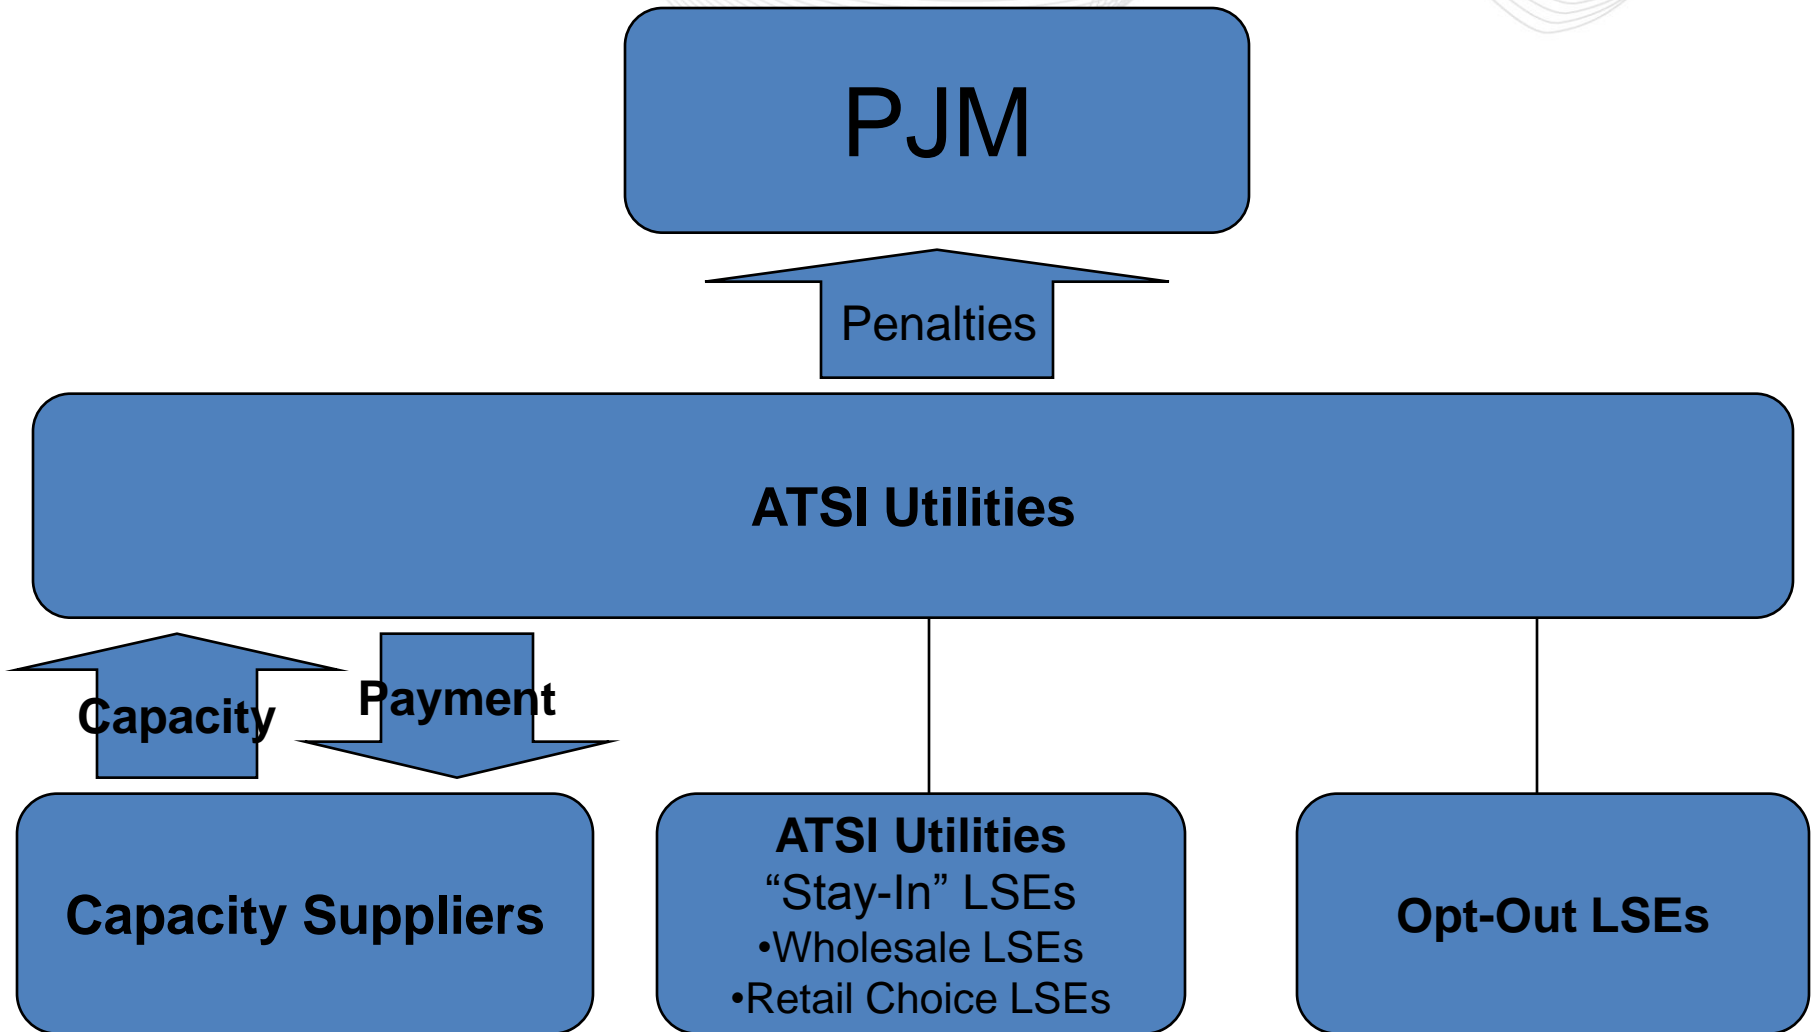 PJM
Penalties
ATSI Utilities
Capacity
Payment
Capacity Suppliers
ATSI Utilities
“Stay-In” LSEs
•Wholesale LSEs
•Retail Choice LSEs
Opt-Out LSEs